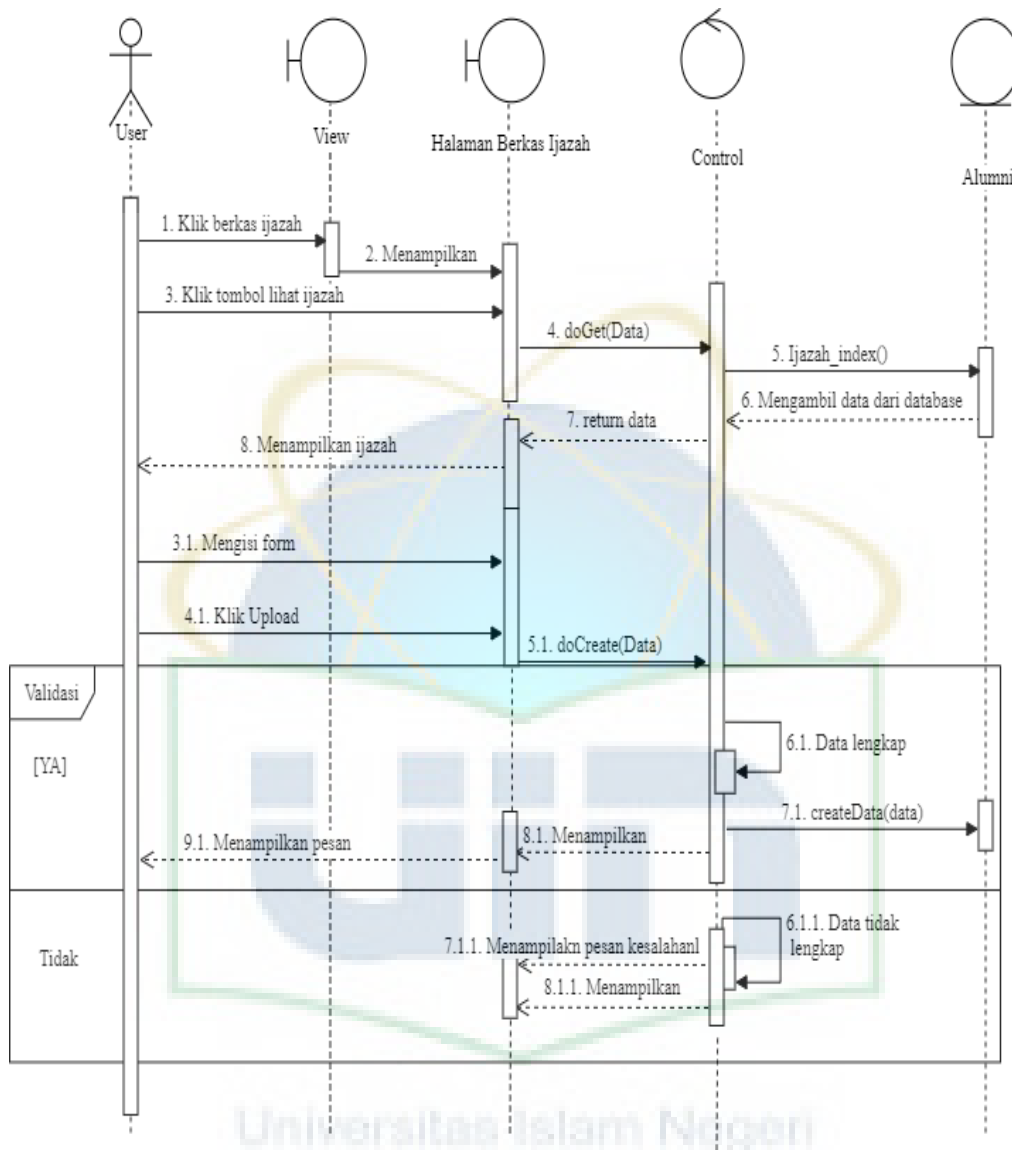 User
View
Halaman Berkas Ijazah
Control
Alumni
1. Klik berkas ijazah
2. Menampilkan
3. Klik tombol lihat ijazah
4. doGet(Data)
5. Ijazah_index()
6. Mengambil data dari database
7. return data
8. Menampilkan ijazah
3.1. Mengisi form
4.1. Klik Upload
5.1. doCreate(Data)
Validasi
6.1. Data lengkap
[YA]
7.1. createData(data)
8.1. Menampilkan
9.1. Menampilkan pesan
6.1.1. Data tidak
lengkap
7.1.1. Menampilakn pesan kesalahanl
Tidak
8.1.1. Menampilkan
UIN
Universitas Islam Negeri